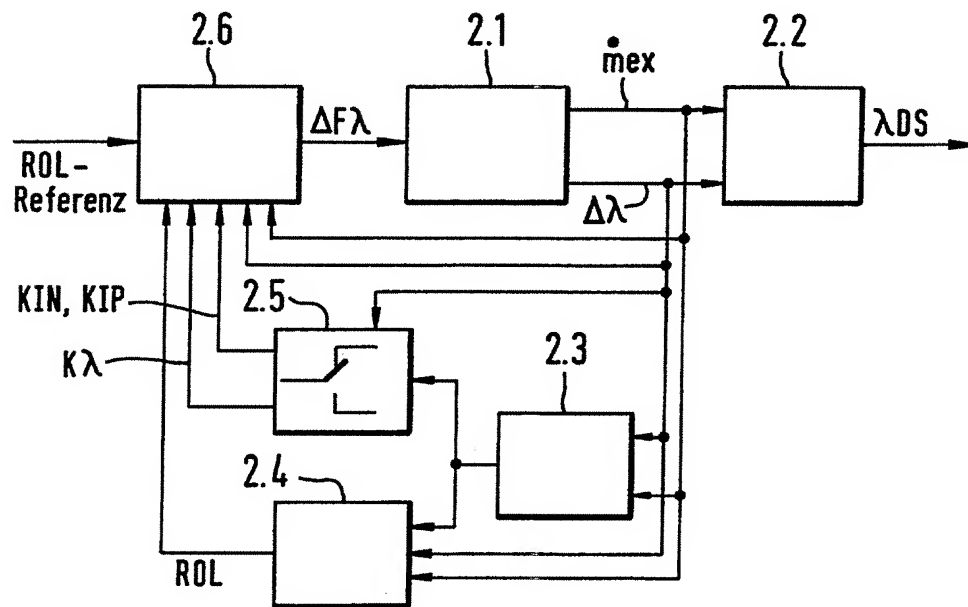 2.6
2.1
ṁex
2.2
ΔFλ
λDS
ROL-
Referenz
Δλ
KIN, KIP
2.5
Kλ
2.3
2.4
ROL